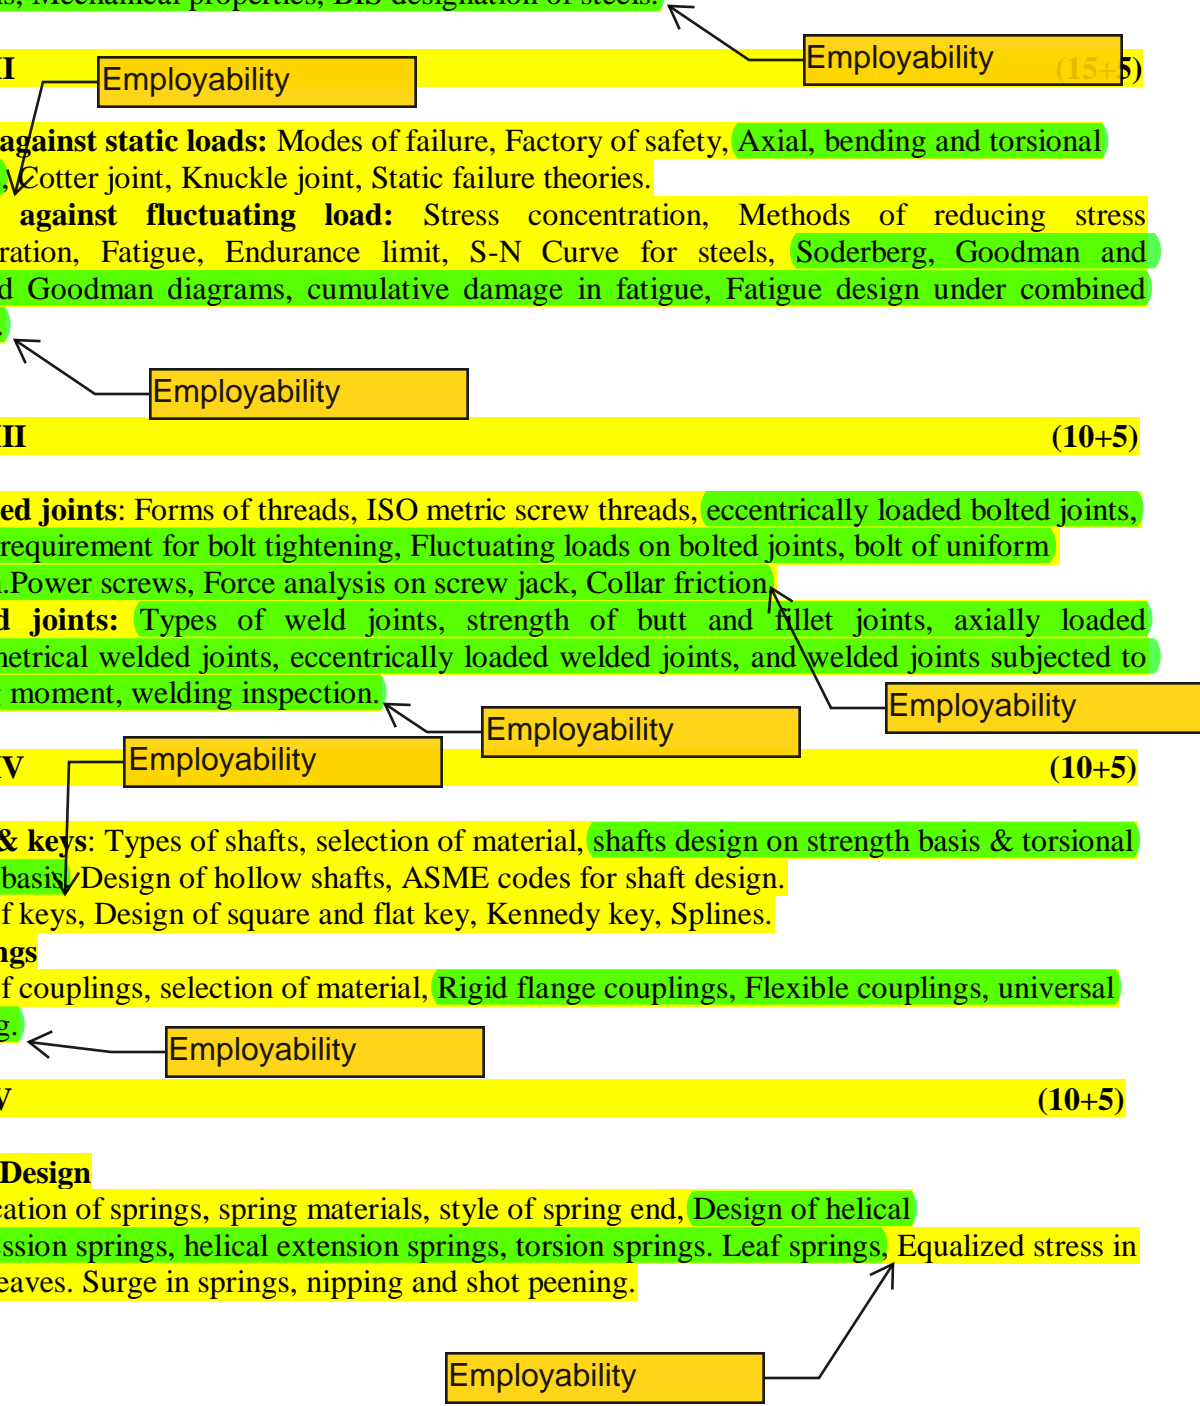 Mechanical properties, BIS designation of steels.
Employability
II (15+5)
Employability
against static loads: Modes of failure, Factory of safety, Axial, bending and torsional
Cotter joint, Knuckle joint, Static failure theories.
against fluctuating load: Stress concentration, Methods of reducing stress
ration, Fatigue, Endurance limit, S-N Curve for steels, Soderberg, Goodman and
d Goodman diagrams, cumulative damage in fatigue, Fatigue design under combined
Employability
III (10+5)
ed joints: Forms of threads, ISO metric screw threads, eccentrically loaded bolted joints,
requirement for bolt tightening, Fluctuating loads on bolted joints, bolt of uniform
.Power screws, Force analysis on screw jack, Collar friction
d joints: Types of weld joints, strength of butt and fillet joints, axially loaded
metrical welded joints, eccentrically loaded welded joints, and welded joints subjected to
moment, welding inspection.
Employability
Employability
Employability
IV (10+5)
& keys: Types of shafts, selection of material, shafts design on strength basis & torsional
basis, Design of hollow shafts, ASME codes for shaft design.
f keys, Design of square and flat key, Kennedy key, Splines.
ngs
f couplings, selection of material, Rigid flange couplings, Flexible couplings, universal
g.
Employability
V (10+5)
Design
cation of springs, spring materials, style of spring end, Design of helical
ession springs, helical extension springs, torsion springs. Leaf springs, Equalized stress in
eaves. Surge in springs, nipping and shot peening.
Employability